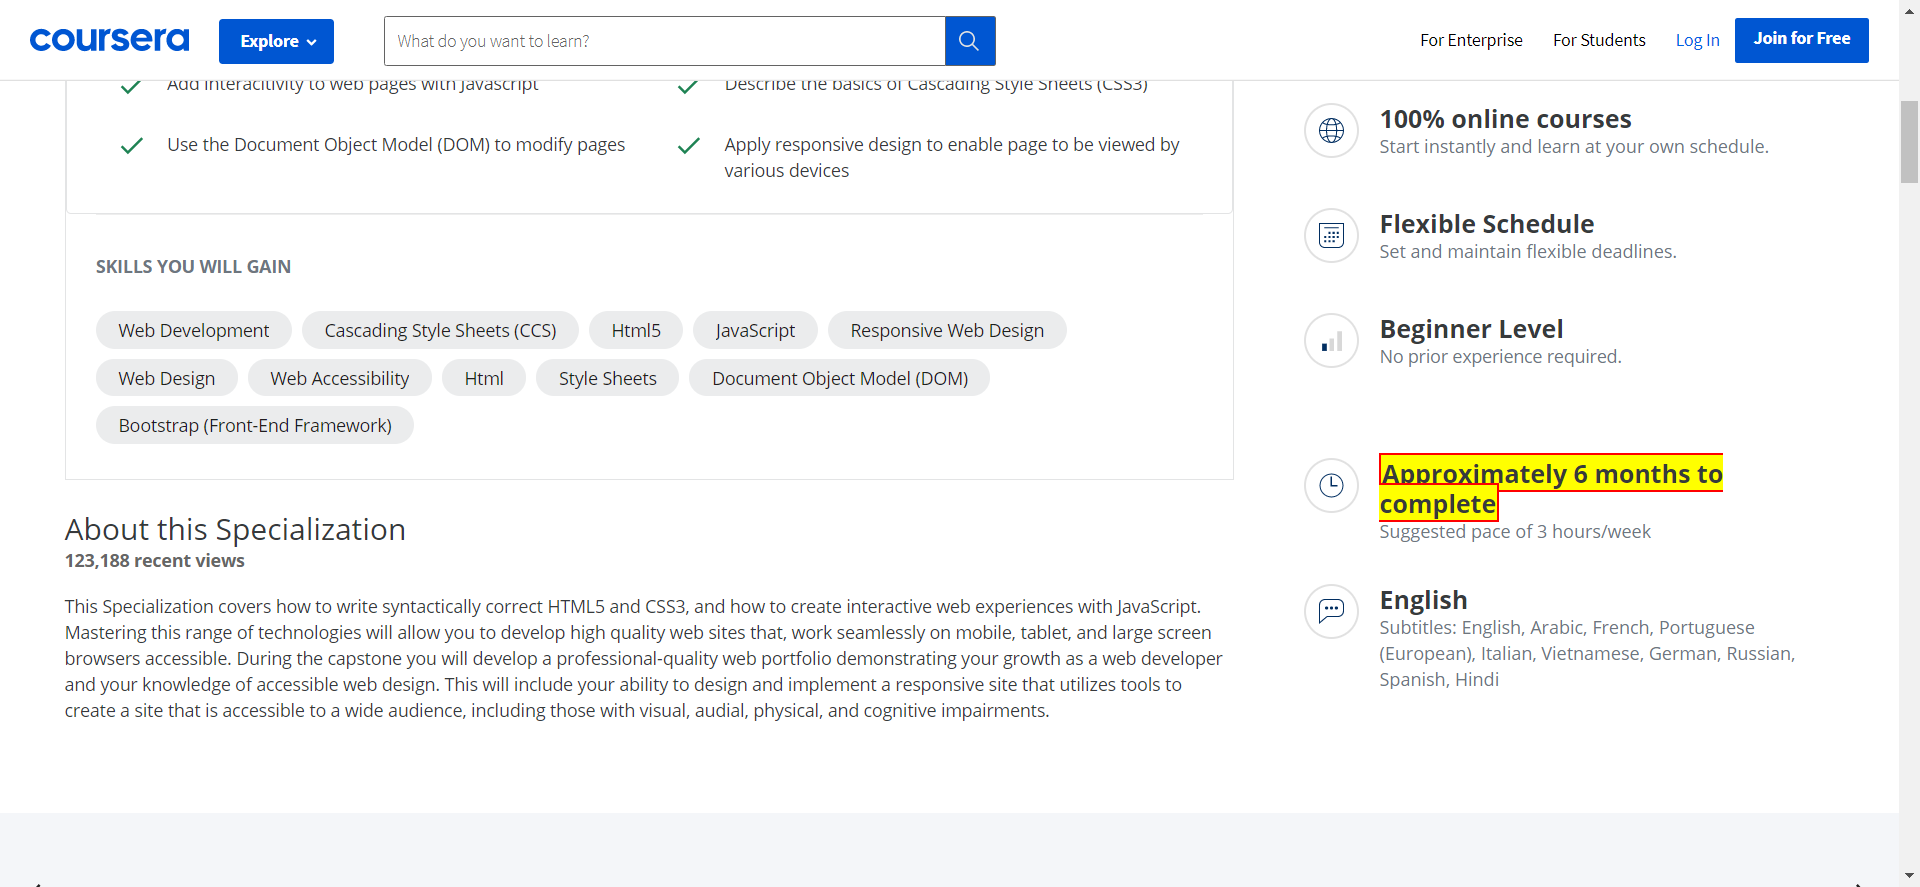 coursera
Explore
What do you want to learn?
For Enterprise
For Students
Log In
Join for Free
Add interacitivity to web pages with Javascript
Describe the basics of Cascading Style Sheets (CSS3)
Use the Document Object Model (DOM) to modify pages
Apply responsive design to enable page to be viewed by
various devices
SKILLS YOU WILL GAIN
Web Development
Cascading Style Sheets (CCS)
Html5
JavaScript
Responsive Web Design
Web Design
Web Accessibility
Html
Style Sheets
Document Object Model (DOM)
Bootstrap (Front-End Framework)
About this Specialization
123,188 recent views
This Specialization covers how to write syntactically correct HTML5 and CSS3, and how to create interactive web experiences with JavaScript.
Mastering this range of technologies will allow you to develop high quality web sites that, work seamlessly on mobile, tablet, and large screen
browsers accessible. During the capstone you will develop a professional-quality web portfolio demonstrating your growth as a web developer
and your knowledge of accessible web design. This will include your ability to design and implement a responsive site that utilizes tools to
create a site that is accessible to a wide audience, including those with visual, audial, physical, and cognitive impairments.
100% online courses
Start instantly and learn at your own schedule.
Flexible Schedule
Set and maintain flexible deadlines.
Beginner Level
No prior experience required.
Approximately 6 months to
complete
Suggested pace of 3 hours/week
English
Subtitles: English, Arabic, French, Portuguese
(European), Italian, Vietnamese, German, Russian,
Spanish, Hindi